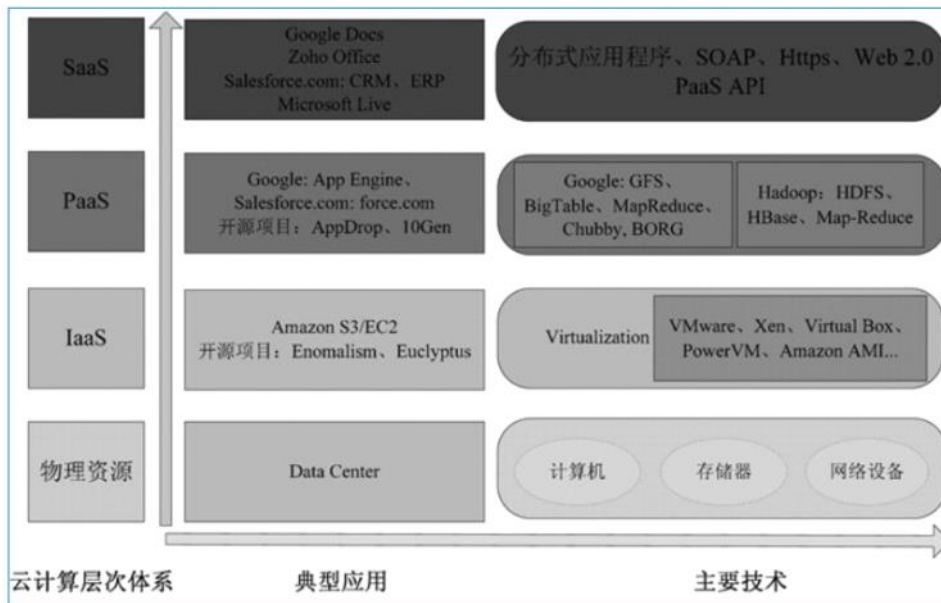 SaaS
Google Docs
Zoho Office
Salesforce.com: CRM、ERP
Microsoft Live
分布式应用程序、SOAP、Https、Web 2.0
PaaS API
PaaS
Google: App Engine、
Salesforce.com: force.com
开源项目：AppDrop、10Gen
Google: GFS、
BigTable、MapReduce、
Chubby, BORG
Hadoop：HDFS、
HBase、Map-Reduce
IaaS
Amazon S3/EC2
开源项目：Enomalism、Euclyptus
Virtualization
VMware、Xen、Virtual Box、
PowerVM、Amazon AMI...
物理资源
Data Center
计算机
存储器
网络设备
云计算层次体系
典型应用
主要技术